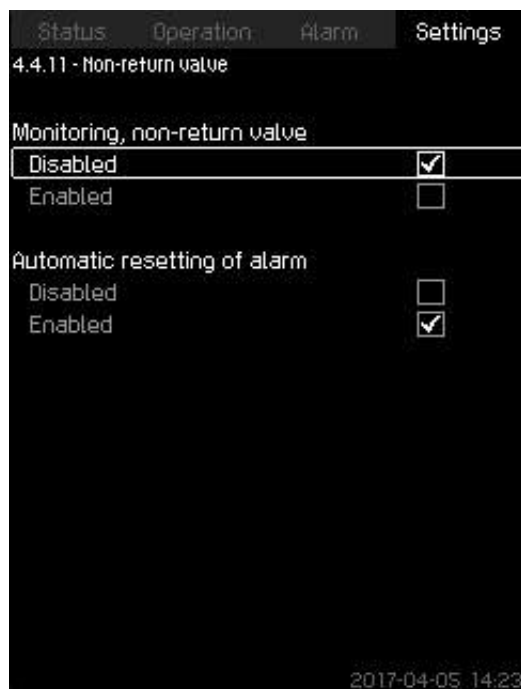 Status Operation Alarm Settings
4.4.11 - Non-return valve
Monitoring, non-return valve
Disabled
Enabled
Automatic resetting of alarm
Disabled
Enabled
2017-04-05 14:23